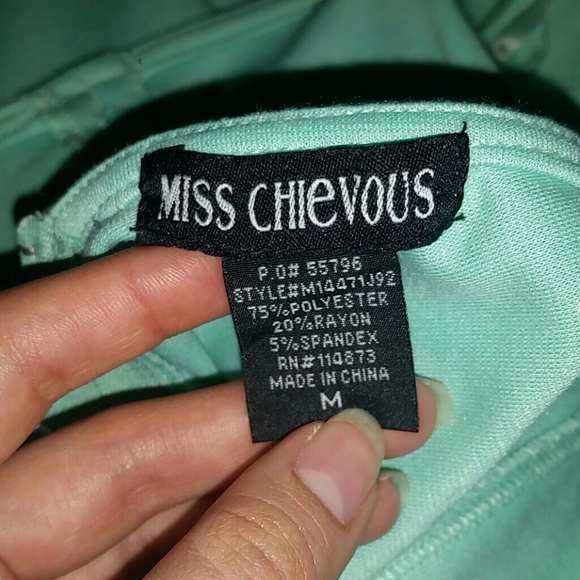 MISS CHIeVOUS
P.O# 55796
STYLE#M14471J92
75%POLYESTER
20%RAYON
5%SPANDEX
RN#114873
MADE IN CHINA
M